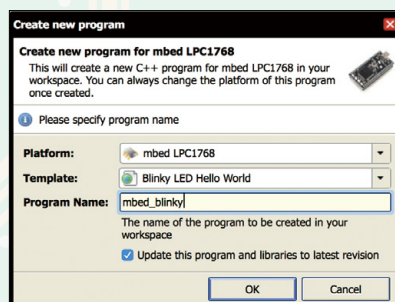 Create new program
Create new program for mbed LPC1768
This will create a new C++ program for mbed LPC1768 in your
workspace. You can always change the platform of this program
once created.
Please specify program name
Platform: mbed LPC1768
Template: Blinky LED Hello World
Program Name: mbed_blinky
The name of the program to be created in your
workspace
Update this program and libraries to latest revision
OK Cancel